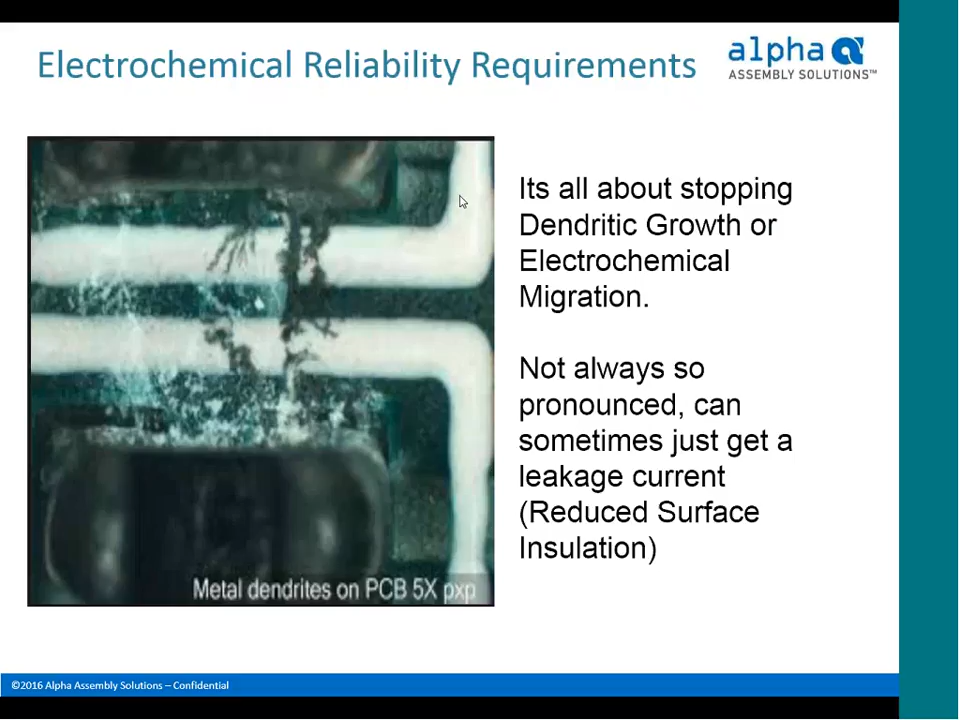 Electrochemical Reliability Requirements
alpha
ASSEMBLY SOLUTIONS™
Its all about stopping
Dendritic Growth or
Electrochemical
Migration.
Not always so
pronounced, can
sometimes just get a
leakage current
(Reduced Surface
Insulation)
Metal dendrites on PCB 5X pxp
©2016 Alpha Assembly Solutions – Confidential